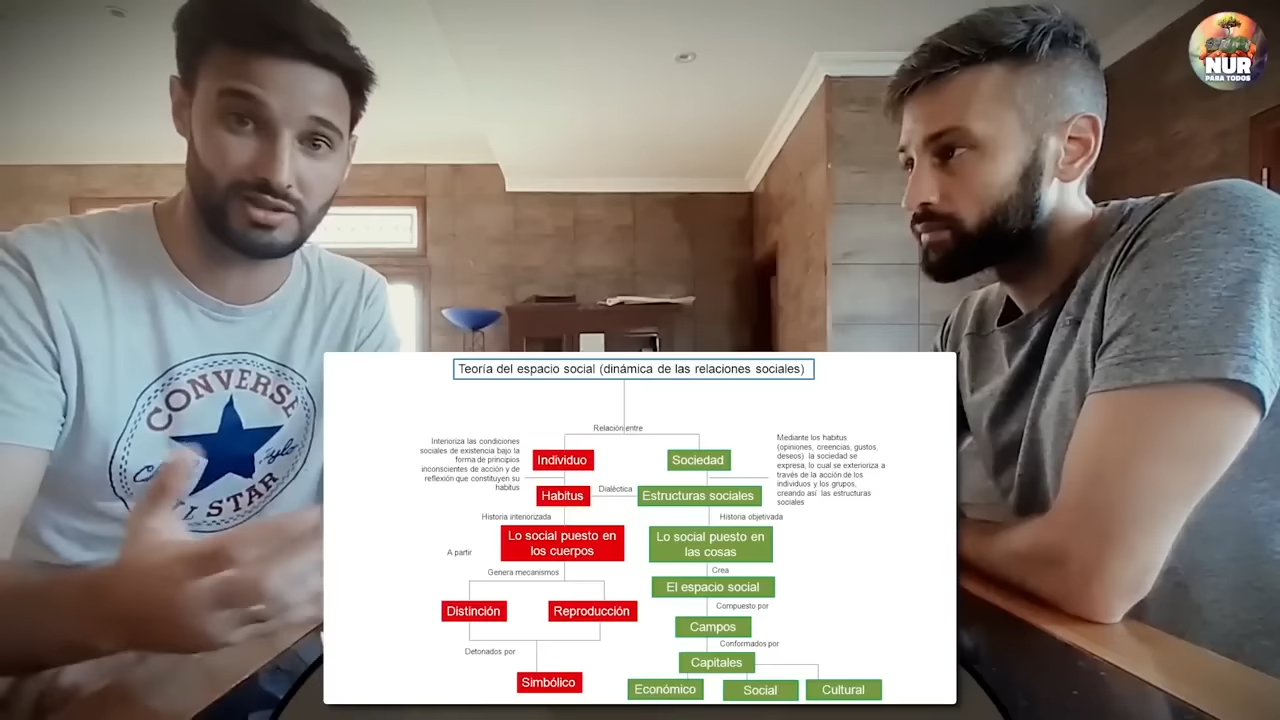 NUR
PARA TODOS
CONVERSE
ALL STAR
Teoría del espacio social (dinámica de las relaciones sociales)
Relación entre
Interioriza las condiciones
sociales de existencia bajo la
forma de principios
inconscientes de acción y de
reflexión que constituyen su
habitus
Individuo
Sociedad
Mediante los habitus
(opiniones, creencias, gustos,
deseos) la sociedad se
expresa, lo cual se exterioriza a
través de la acción de los
individuos y los grupos,
creando así las estructuras
sociales
Habitus
Dialéctica
Estructuras sociales
Historia interiorizada
Historia objetivada
Lo social puesto en
los cuerpos
Lo social puesto en
las cosas
A partir
Genera mecanismos
Crea
El espacio social
Distinción
Reproducción
Compuesto por
Campos
Conformados por
Detonados por
Capitales
Simbólico
Económico
Social
Cultural